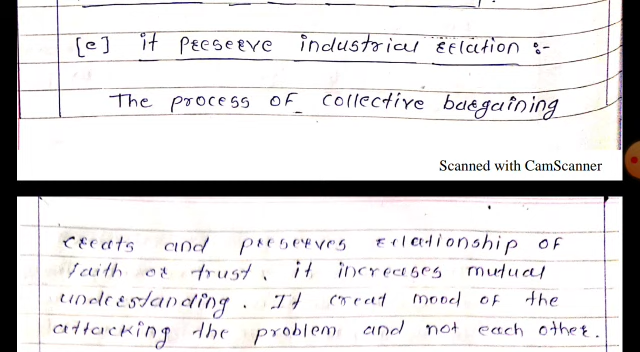 [e] it preserve industrial relation :-
The process of collective bargaining
Scanned with CamScanner
creats and preserves relationship of
faith or trust. it increases mutual
understanding. It creat mood of the
attacking the problem and not each other.